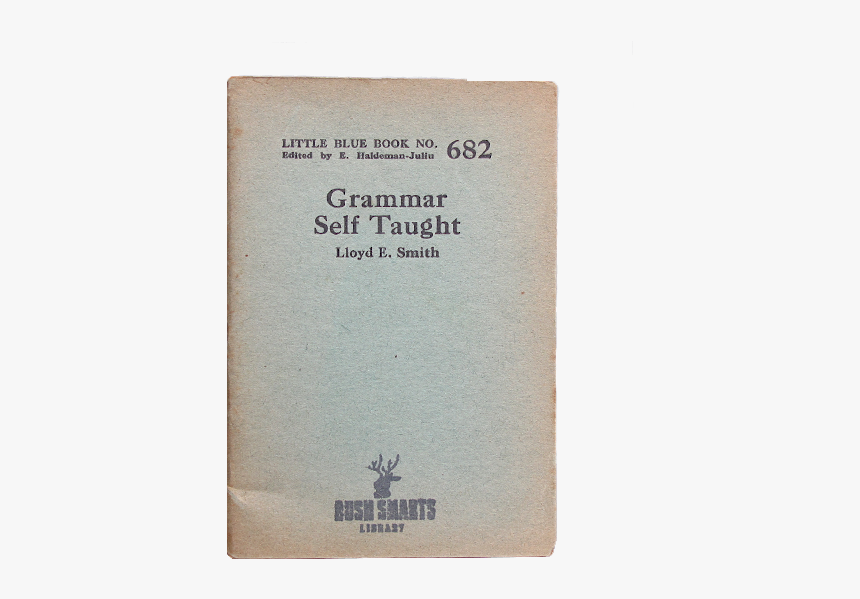 LITTLE BLUE BOOK NO. 682
Edited by E. Haldeman-Juliu
Grammar
Self Taught
Lloyd E. Smith
BUSH SMARTS
LIBRARY